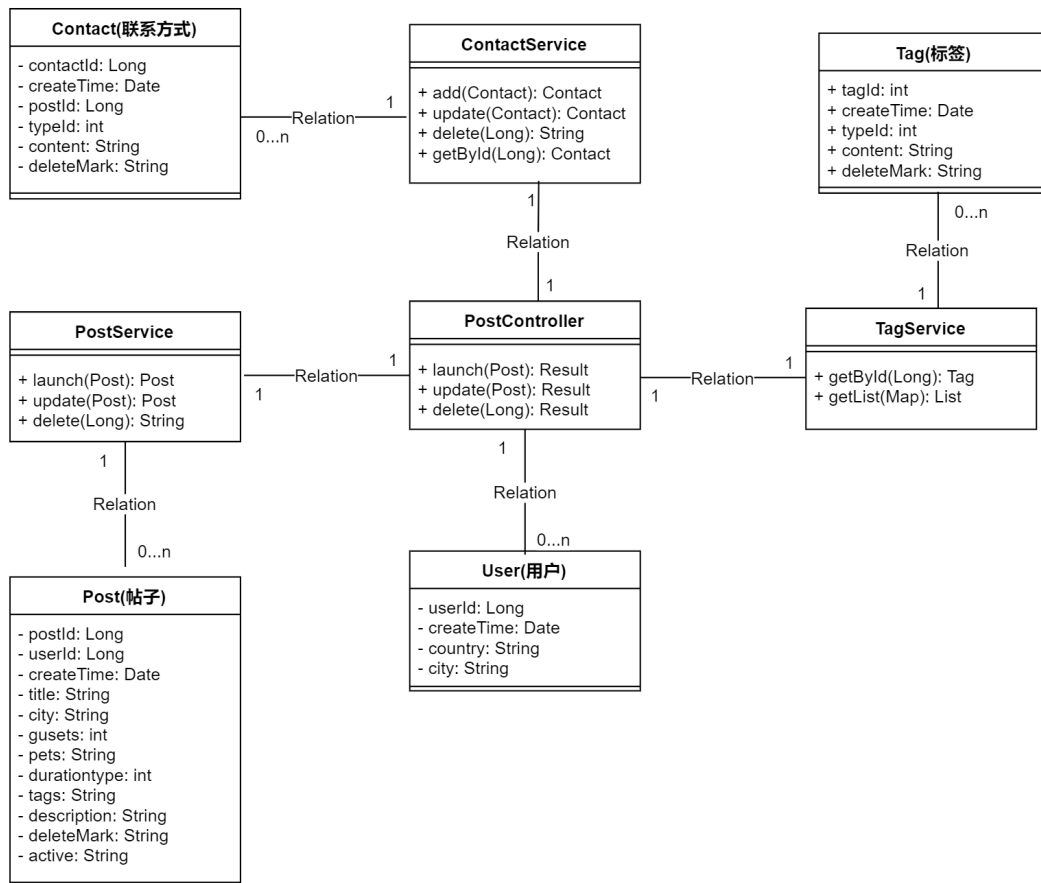 Contact(联系方式)
- contactId: Long
- createTime: Date
- postId: Long
- typeId: int
- content: String
- deleteMark: String
0...n
Relation
1
ContactService
+ add(Contact): Contact
+ update(Contact): Contact
+ delete(Long): String
+ getById(Long): Contact
Tag(标签)
+ tagId: int
+ createTime: Date
+ typeId: int
+ content: String
+ deleteMark: String
1
Relation
1
0...n
Relation
1
PostService
+ launch(Post): Post
+ update(Post): Post
+ delete(Long): String
1
Relation
1
PostController
+ launch(Post): Result
+ update(Post): Result
+ delete(Long): Result
1
Relation
1
TagService
+ getById(Long): Tag
+ getList(Map): List
1
Relation
0...n
1
Relation
0...n
Post(帖子)
- postId: Long
- userId: Long
- createTime: Date
- title: String
- city: String
- gusets: int
- pets: String
- durationtype: int
- tags: String
- description: String
- deleteMark: String
- active: String
User(用户)
- userId: Long
- createTime: Date
- country: String
- city: String